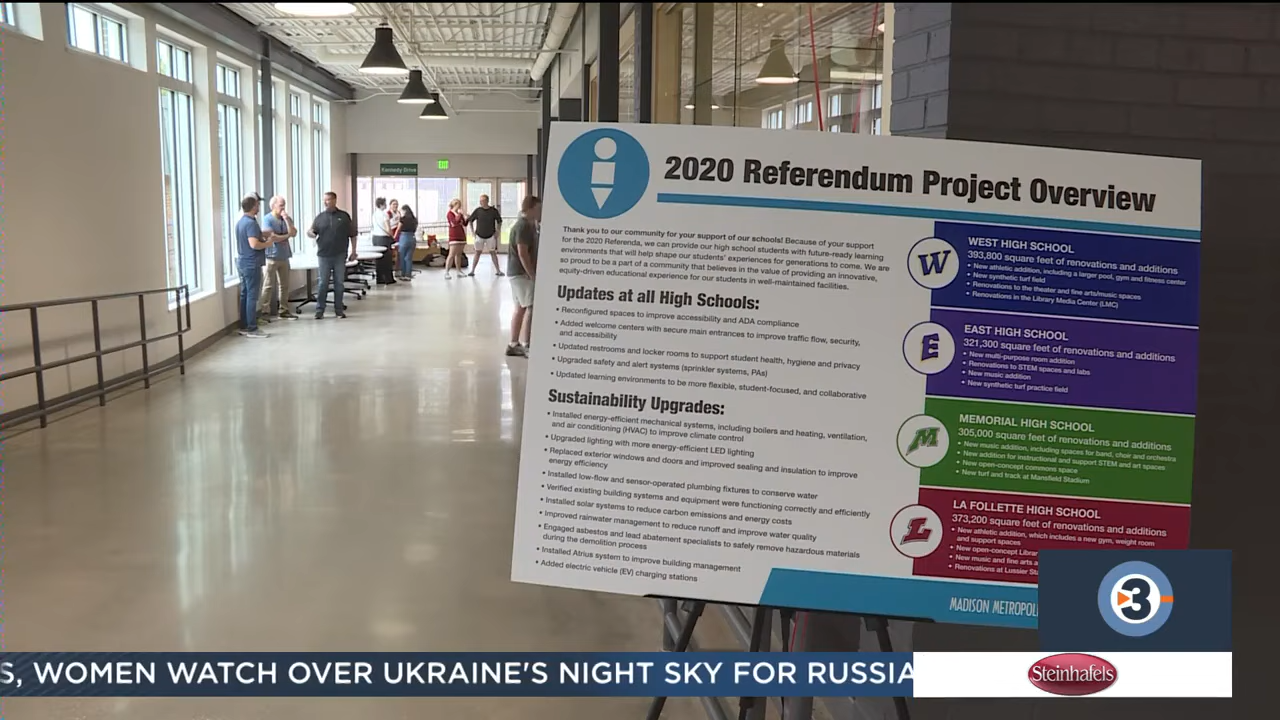 Kennedy Drive
2020 Referendum Project Overview
Thank you to our community for your support of our schools! Because of your support
for the 2020 Referenda, we can provide our high school students with future-ready learning
environments that will help shape our students' experiences for generations to come. We are
so proud to be a part of a community that believes in the value of providing an innovative,
equity-driven educational experience for our students in well-maintained facilities.
Updates at all High Schools:
• Reconfigured spaces to improve accessibility and ADA compliance
• Added welcome centers with secure main entrances to improve traffic flow, security,
and accessibility
• Updated restrooms and locker rooms to support student health, hygiene and privacy
• Upgraded safety and alert systems (sprinkler systems, PAs)
• Updated learning environments to be more flexible, student-focused, and collaborative
Sustainability Upgrades:
• Installed energy-efficient mechanical systems, including boilers and heating, ventilation,
and air conditioning (HVAC) to improve climate control
• Upgraded lighting with more energy-efficient LED lighting
• Replaced exterior windows and doors and improved sealing and insulation to improve
energy efficiency
• Installed low-flow and sensor-operated plumbing fixtures to conserve water
• Verified existing building systems and equipment were functioning correctly and efficiently
• Installed solar systems to reduce carbon emissions and energy costs
• Improved rainwater management to reduce runoff and improve water quality
• Engaged asbestos and lead abatement specialists to safely remove hazardous materials
during the demolition process
• Installed Atrius system to improve building management
• Added electric vehicle (EV) charging stations
W
WEST HIGH SCHOOL
393,800 square feet of renovations and additions
• New athletic addition, including a larger pool, gym and fitness center
• New synthetic turf field
• Renovations to the theater and fine arts/music spaces
• Renovations in the Library Media Center (LMC)
E
EAST HIGH SCHOOL
321,300 square feet of renovations and additions
• New multi-purpose room addition
• Renovations to STEM spaces and labs
• New music addition
• New synthetic turf practice field
M
MEMORIAL HIGH SCHOOL
305,000 square feet of renovations and additions
• New music addition, including spaces for band, choir and orchestra
• New addition for instructional and support STEM and art spaces
• New open-concept commons space
• New turf and track at Mansfield Stadium
L
LA FOLLETTE HIGH SCHOOL
373,200 square feet of renovations and additions
• New athletic addition, which includes a new gym, weight room
and support spaces
• New open-concept Librar
• New music and fine arts a
• Renovations at Lussier Sta
MADISON METROPOL
3
S, WOMEN WATCH OVER UKRAINE'S NIGHT SKY FOR RUSSIA
Steinhafels